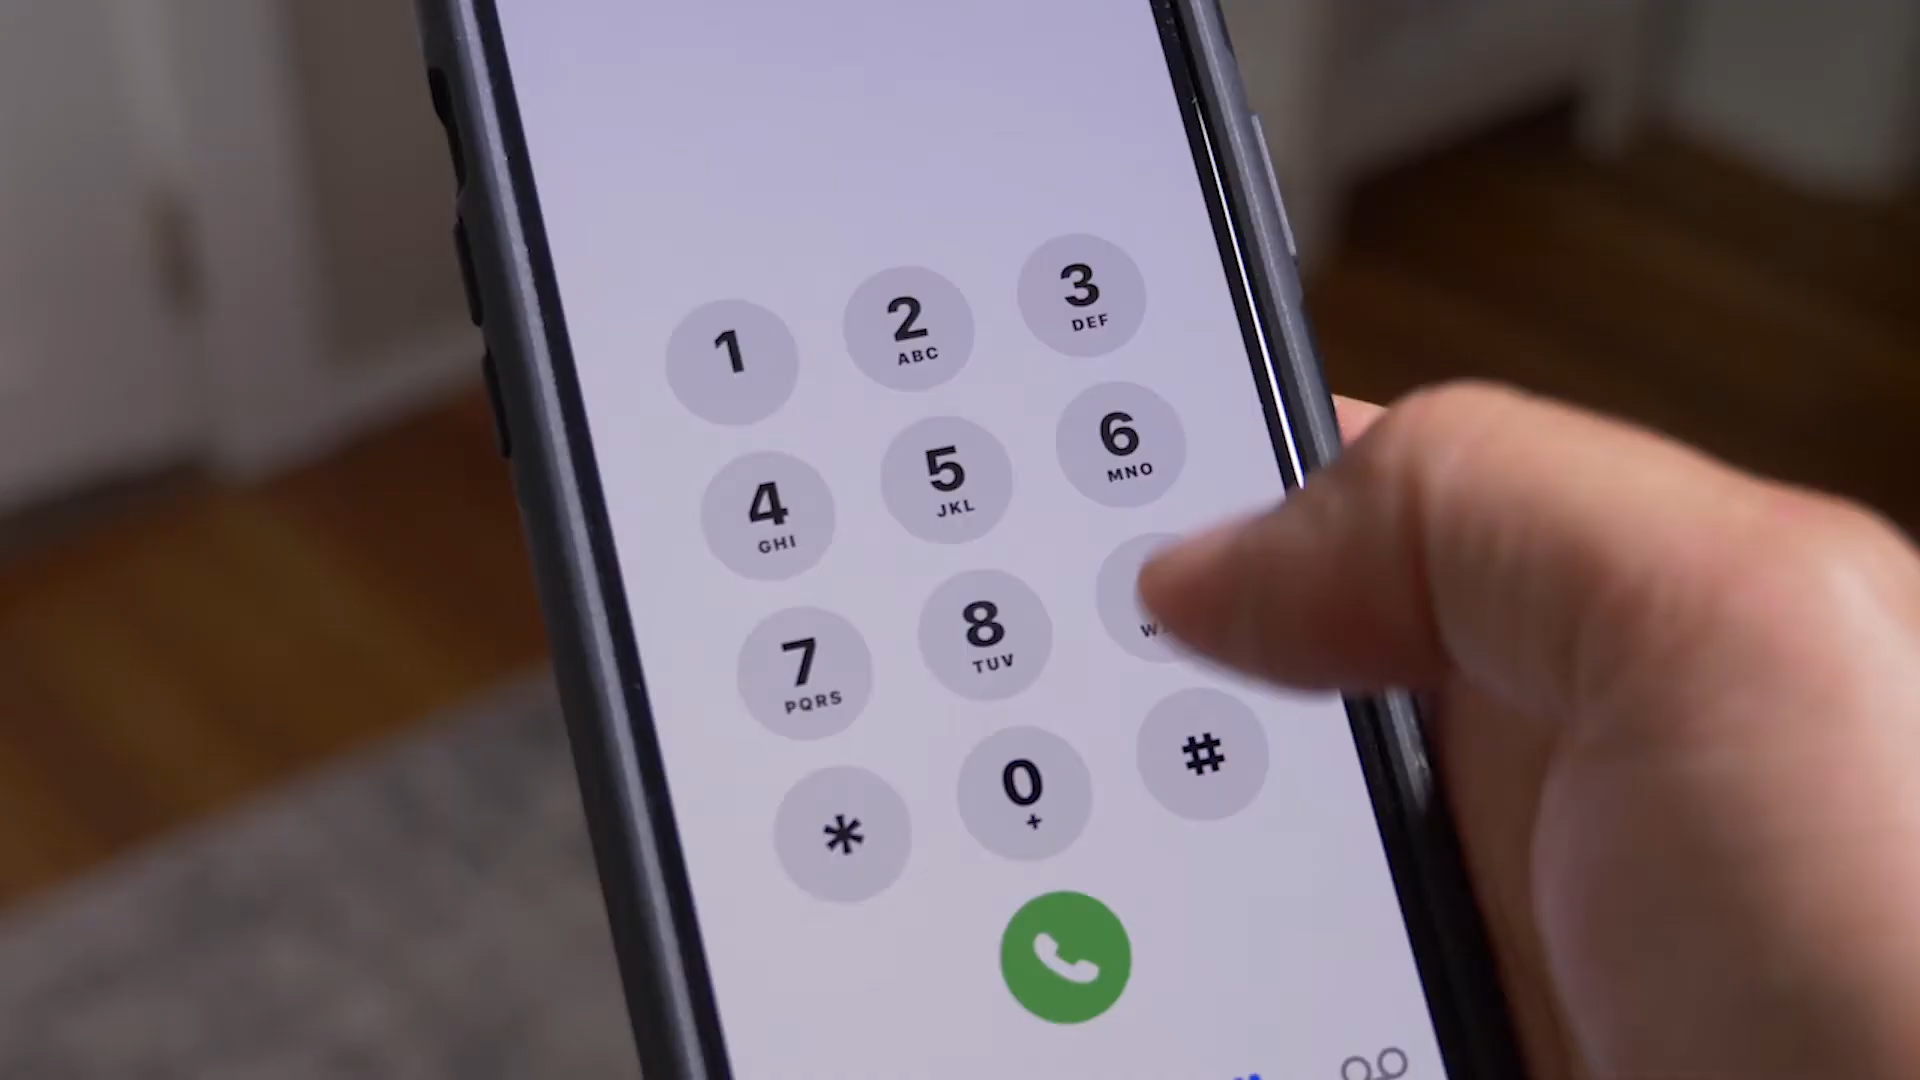 1 2 3
ABC DEF
4 5 6
GHI JKL MNO
7 8
PQRS TUV
* 0 #
+